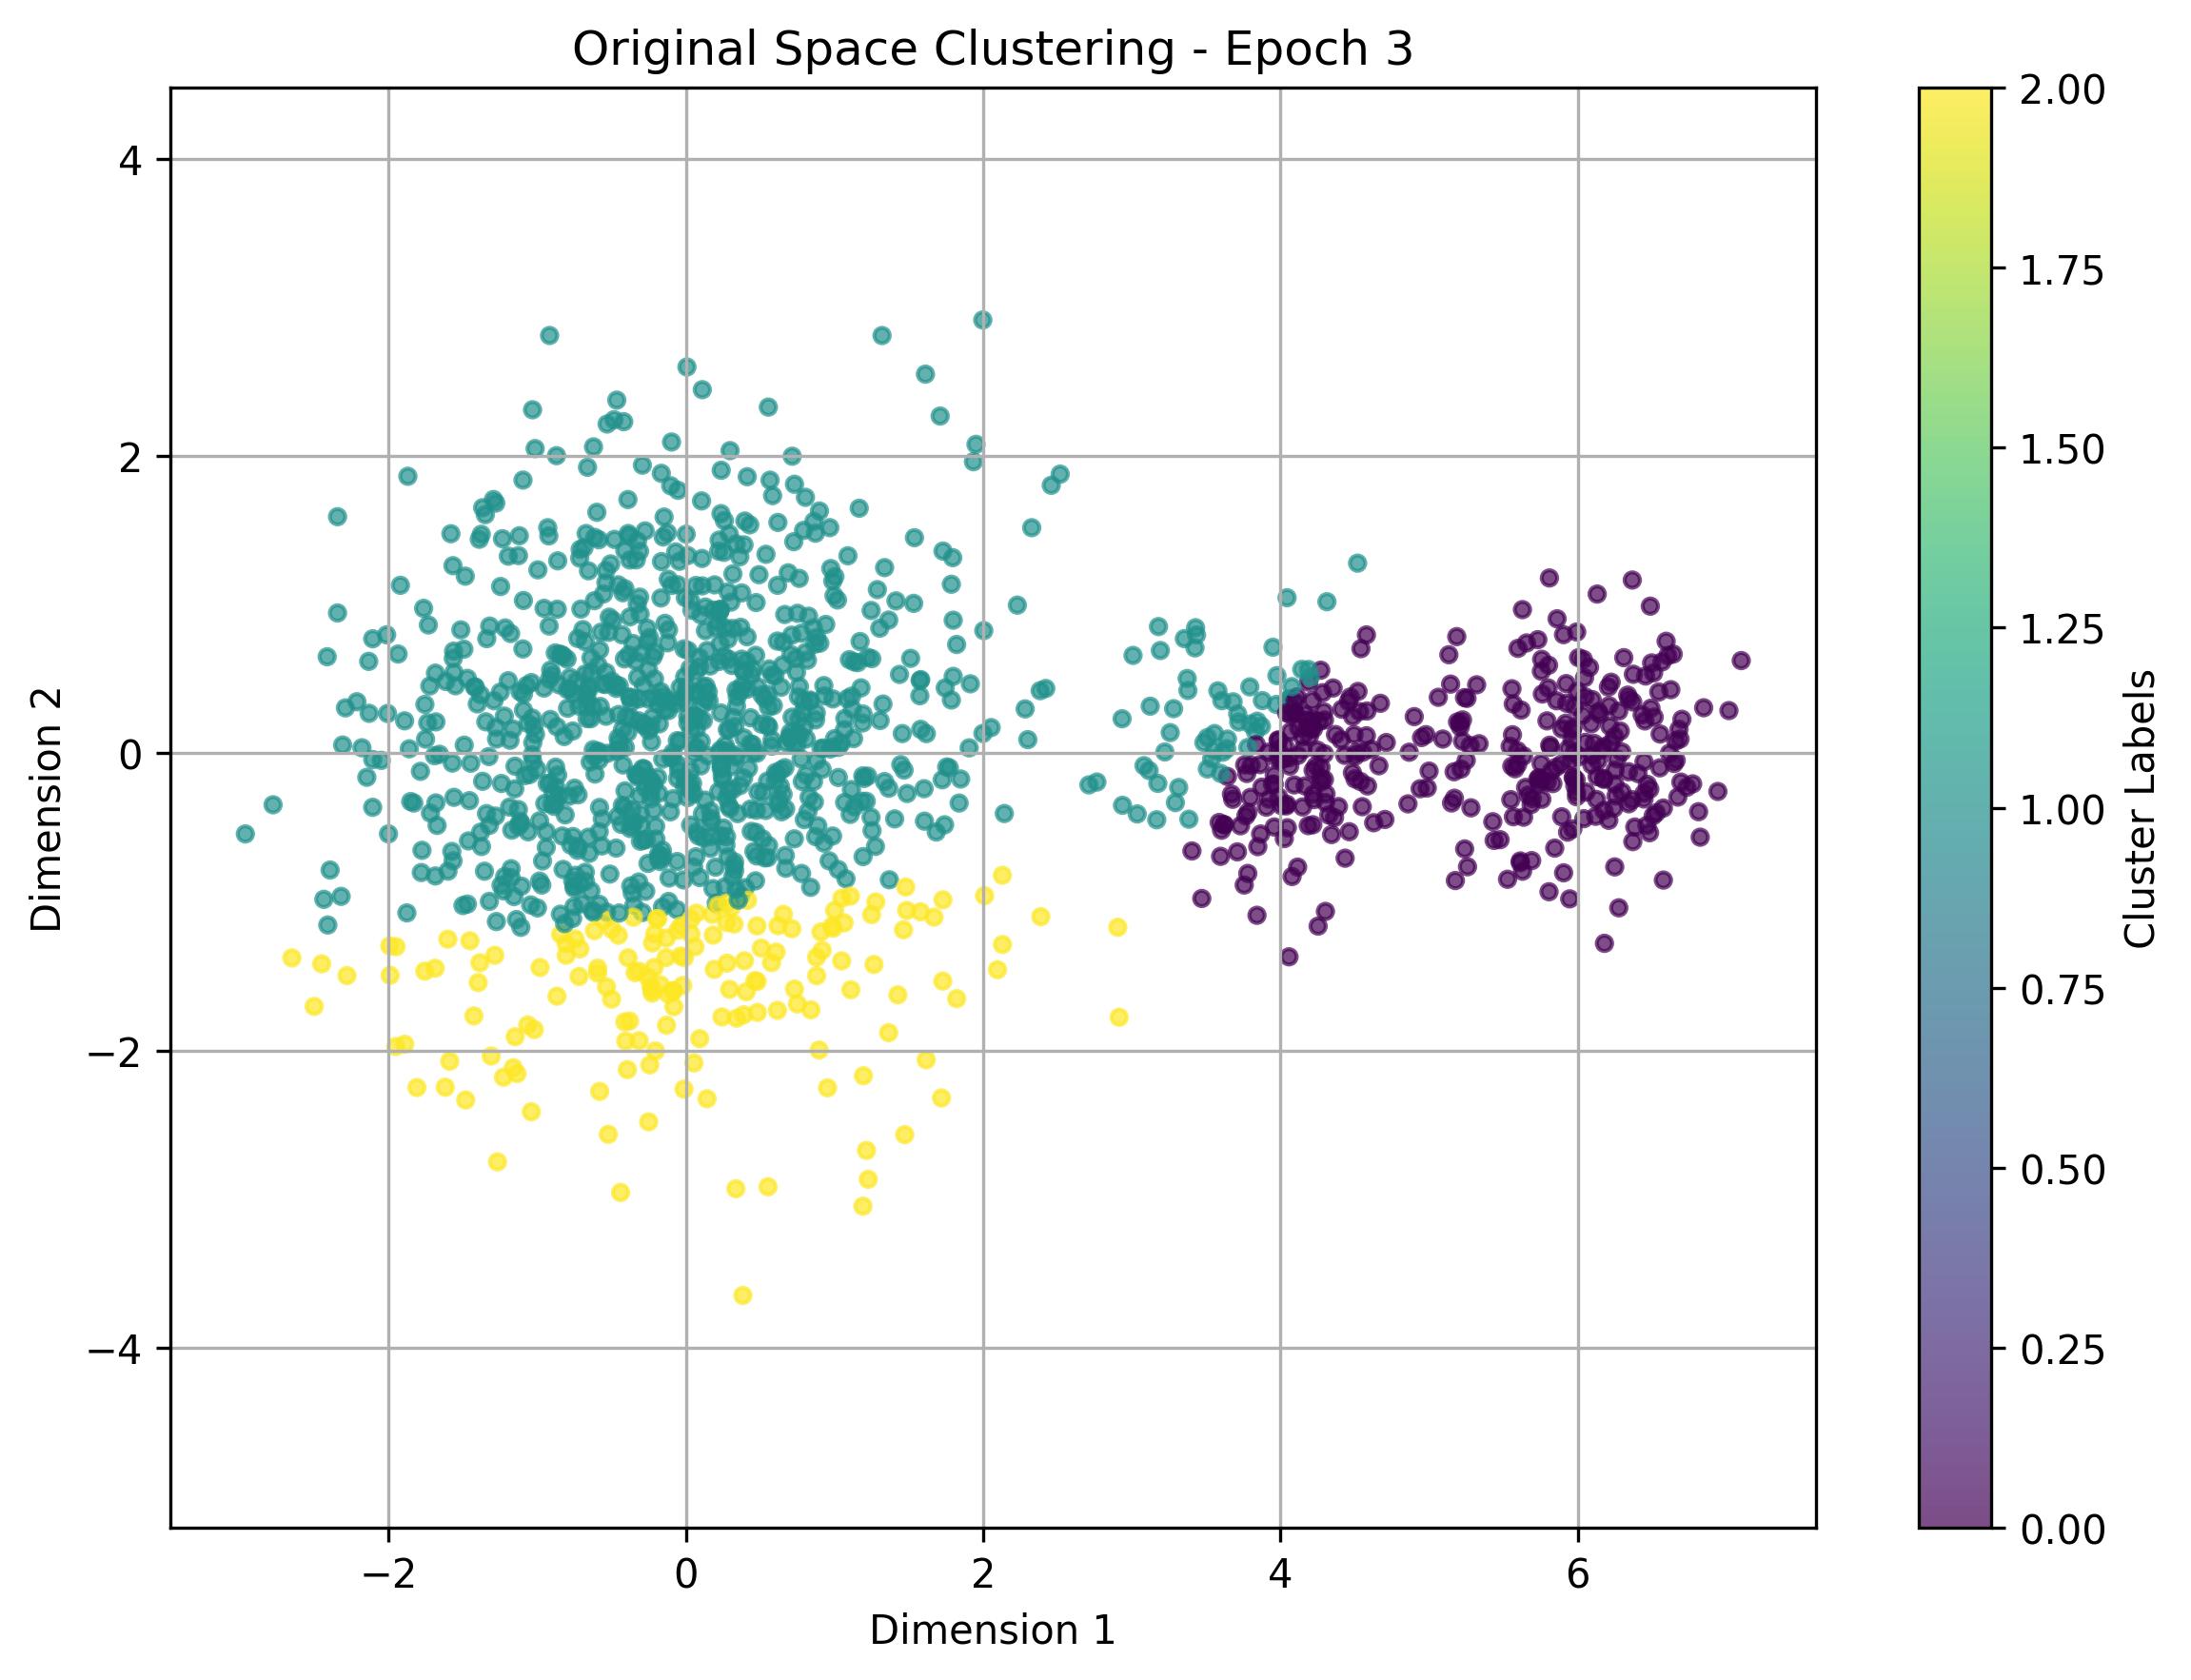 Original Space Clustering - Epoch 3
4
2
0
−2
−4
Dimension 2
−2 0 2 4 6
Dimension 1
2.00
1.75
1.50
1.25
1.00
0.75
0.50
0.25
0.00
Cluster Labels